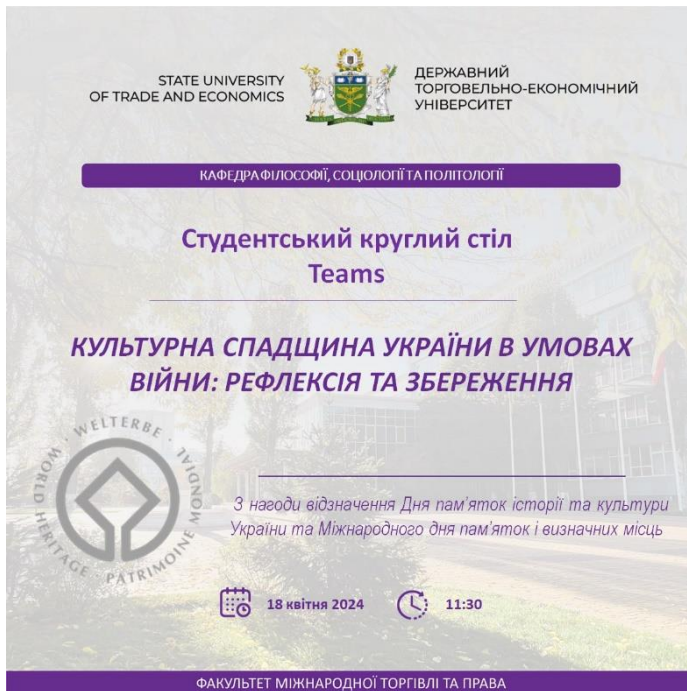 STATE UNIVERSITY
OF TRADE AND ECONOMICS
ДЕРЖАВНИЙ
ТОРГОВЕЛЬНО-ЕКОНОМІЧНИЙ
УНІВЕРСИТЕТ
КАФЕДРА ФІЛОСОФІЇ, СОЦІОЛОГІЇ ТА ПОЛІТОЛОГІЇ
Студентський круглий стіл
Teams
КУЛЬТУРНА СПАДЩИНА УКРАЇНИ В УМОВАХ
ВІЙНИ: РЕФЛЕКСІЯ ТА ЗБЕРЕЖЕННЯ
WORLD HERITAGE · WELTERBE · PATRIMOINE MONDIAL
З нагоди відзначення Дня пам'яток історії та культури
України та Міжнародного дня пам'яток і визначних місць
18 квітня 2024
11:30
ФАКУЛЬТЕТ МІЖНАРОДНОЇ ТОРГІВЛІ ТА ПРАВА